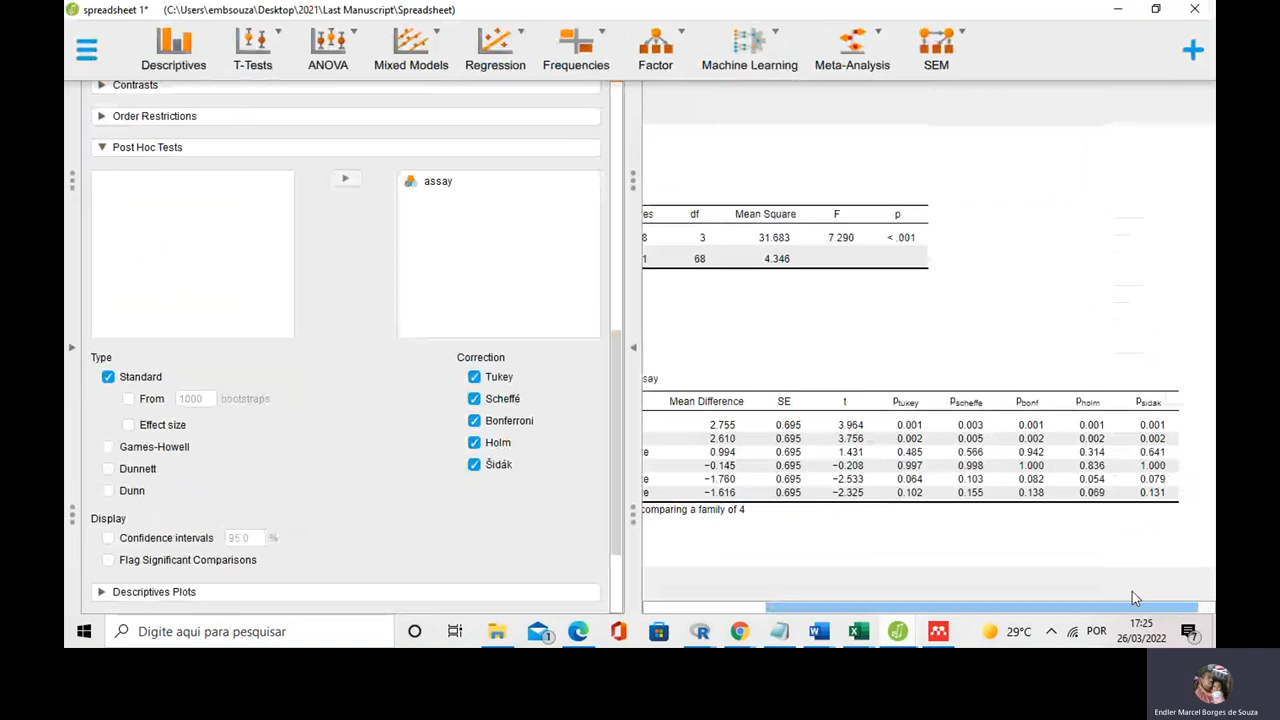 spreadsheet 1* (C:\Users\embsouza\Desktop\2021\Last Manuscript\Spreadsheet)
Descriptives T-Tests ANOVA Mixed Models Regression Frequencies Factor Machine Learning Meta-Analysis SEM
Contrasts
Order Restrictions
Post Hoc Tests
assay
Type
Standard
From 1000 bootstraps
Effect size
Games-Howell
Dunnett
Dunn
Correction
Tukey
Scheffé
Bonferroni
Holm
Šidák
Display
Confidence intervals 95.0 %
Flag Significant Comparisons
Descriptives Plots
res df Mean Square F p
8 3 31.683 7.290 < .001
1 68 4.346
say
Mean Difference SE t ptukey pscheffe pbonf pholm psidak
2.755 0.695 3.964 0.001 0.003 0.001 0.001 0.001
2.610 0.695 3.756 0.002 0.005 0.002 0.002 0.002
e 0.994 0.695 1.431 0.485 0.566 0.942 0.314 0.641
−0.145 0.695 −0.208 0.997 0.998 1.000 0.836 1.000
e −1.760 0.695 −2.533 0.064 0.103 0.082 0.054 0.079
e −1.616 0.695 −2.325 0.102 0.155 0.138 0.069 0.131
comparing a family of 4
Digite aqui para pesquisar
29°C
POR
17:25
26/03/2022
Endler Marcel Borges de Souza